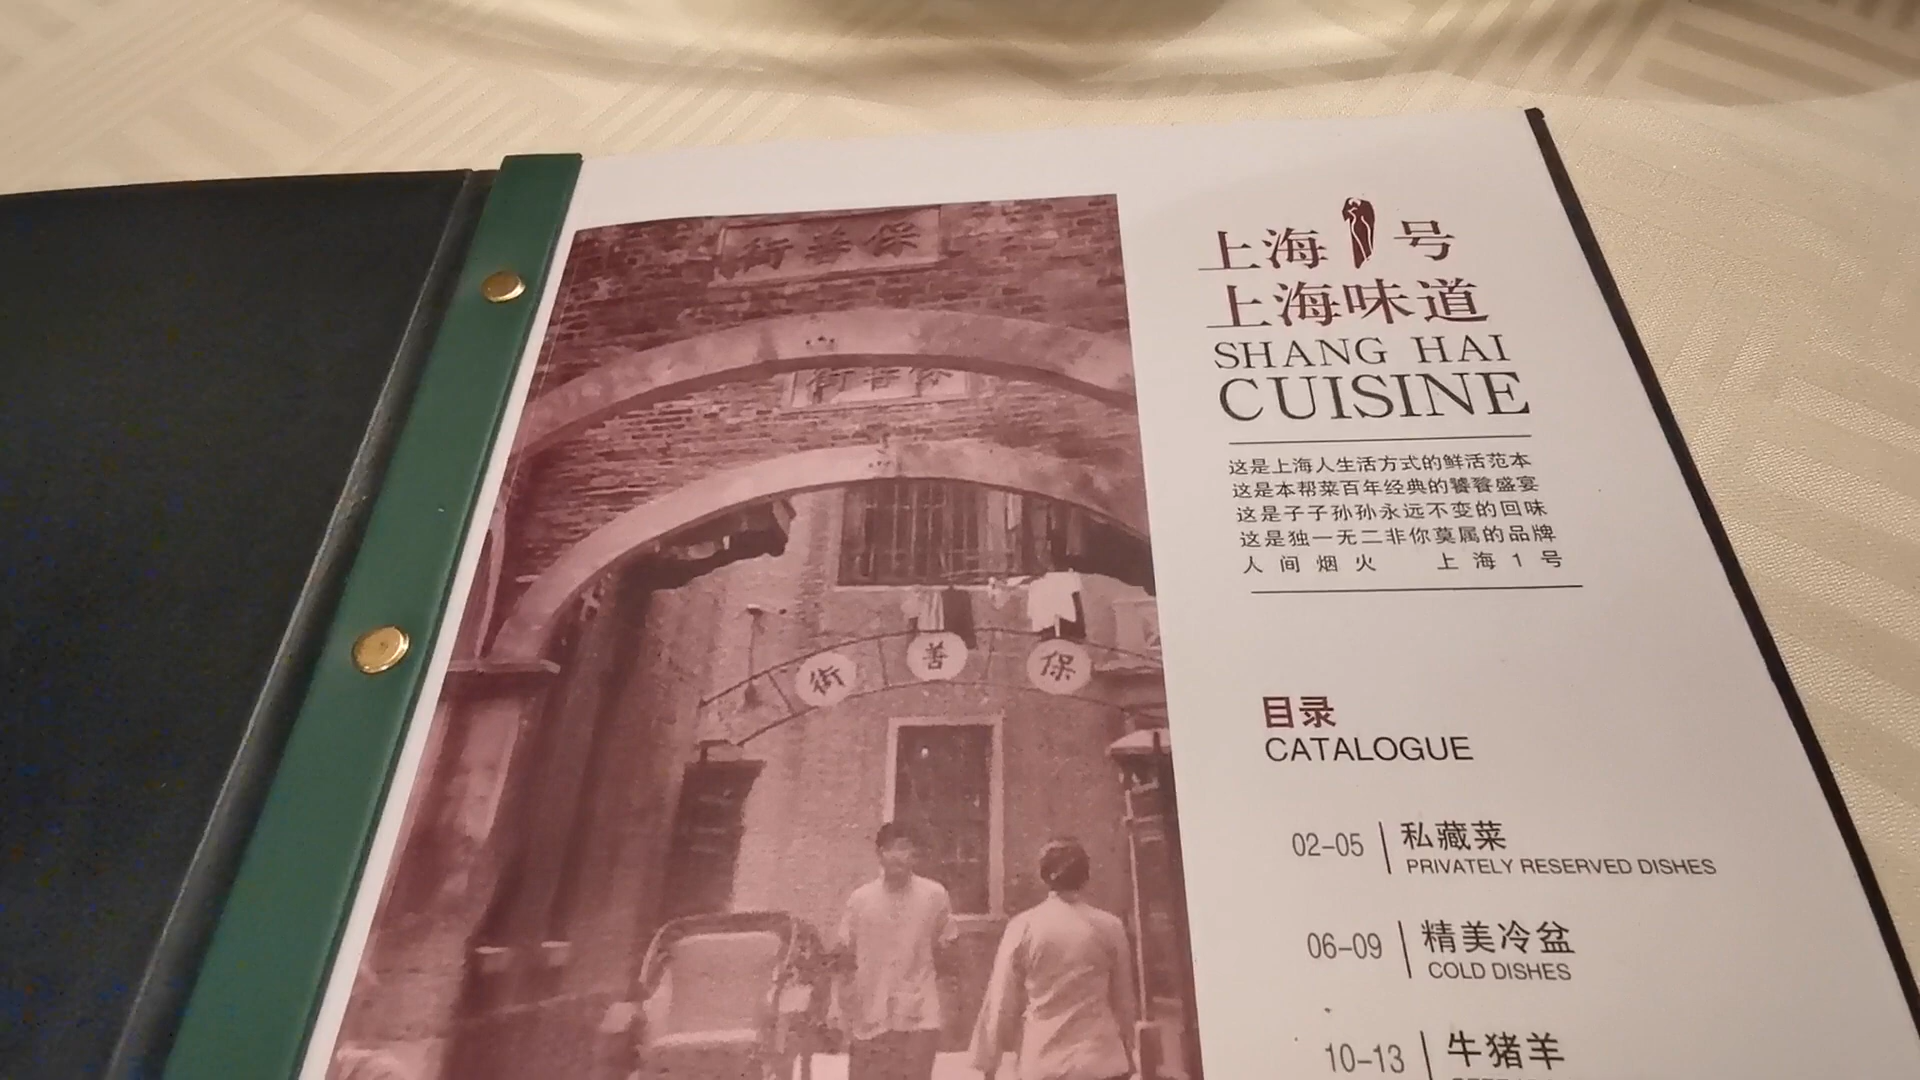 街善保
街善保
街 善 保
上海1号
上海味道
SHANG HAI
CUISINE
这是上海人生活方式的鲜活范本
这是本帮菜百年经典的饕餮盛宴
这是子子孙孙永远不变的回味
这是独一无二非你莫属的品牌
人间烟火 上海1号
目录
CATALOGUE
02-05 私藏菜
PRIVATELY RESERVED DISHES
06-09 精美冷盆
COLD DISHES
10-13 牛猪羊